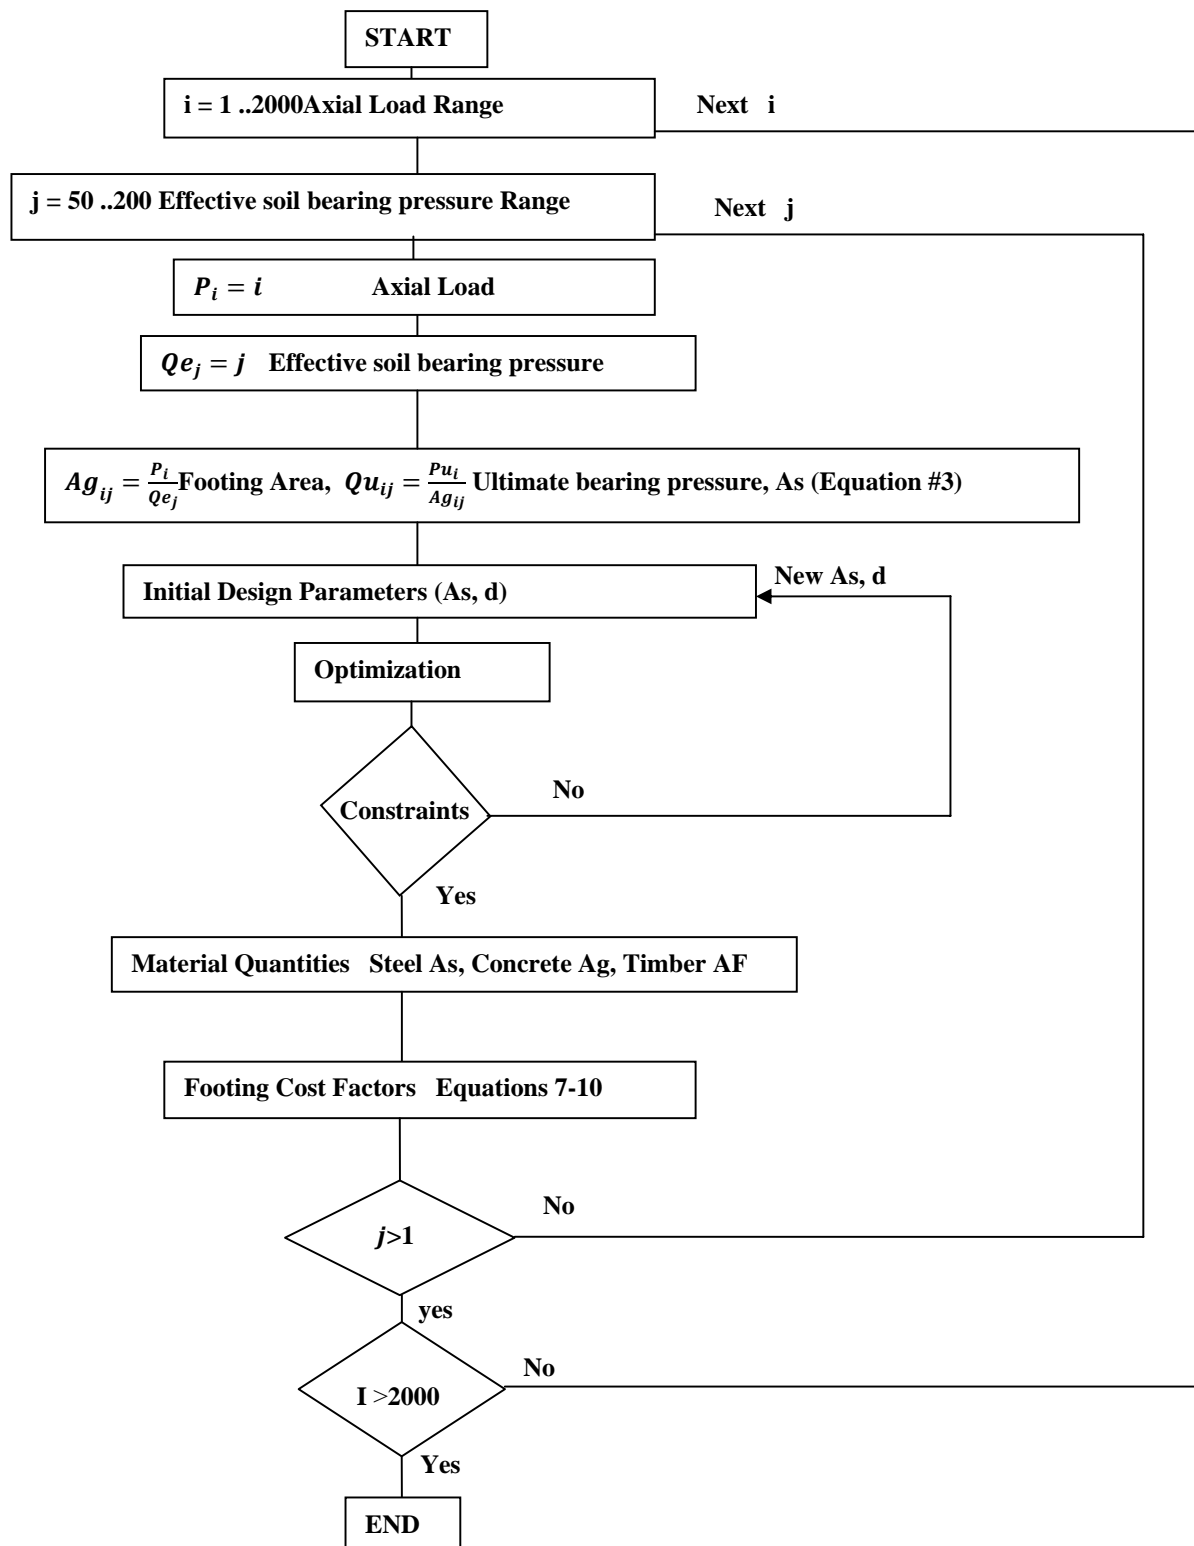 START
i = 1 ..2000Axial Load Range
Next i
j = 50 ..200 Effective soil bearing pressure Range
Next j
P_i = i Axial Load
Qe_j = j Effective soil bearing pressure
Ag_ij = P_i/Qe_j Footing Area, Qu_ij = Pu_i/Ag_ij Ultimate bearing pressure, As (Equation #3)
New As, d
Initial Design Parameters (As, d)
Optimization
No
Constraints
Yes
Material Quantities Steel As, Concrete Ag, Timber AF
Footing Cost Factors Equations 7-10
No
j>1
yes
No
I >2000
Yes
END